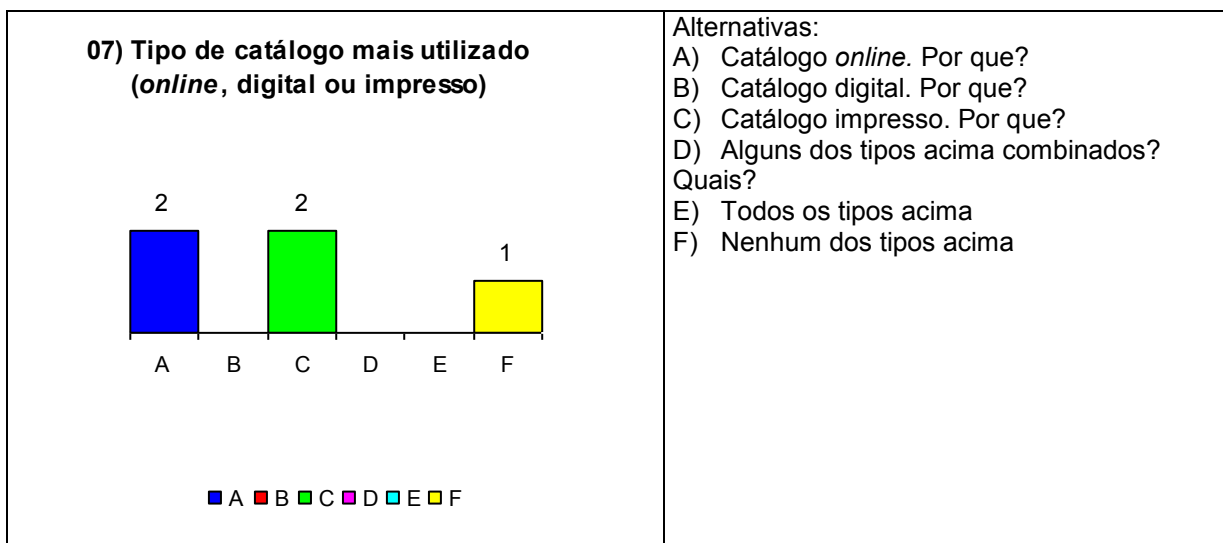 07) Tipo de catálogo mais utilizado
(online, digital ou impresso)
2
2
1
A B C D E F
A B C D E F
Alternativas:
A) Catálogo online. Por que?
B) Catálogo digital. Por que?
C) Catálogo impresso. Por que?
D) Alguns dos tipos acima combinados?
Quais?
E) Todos os tipos acima
F) Nenhum dos tipos acima